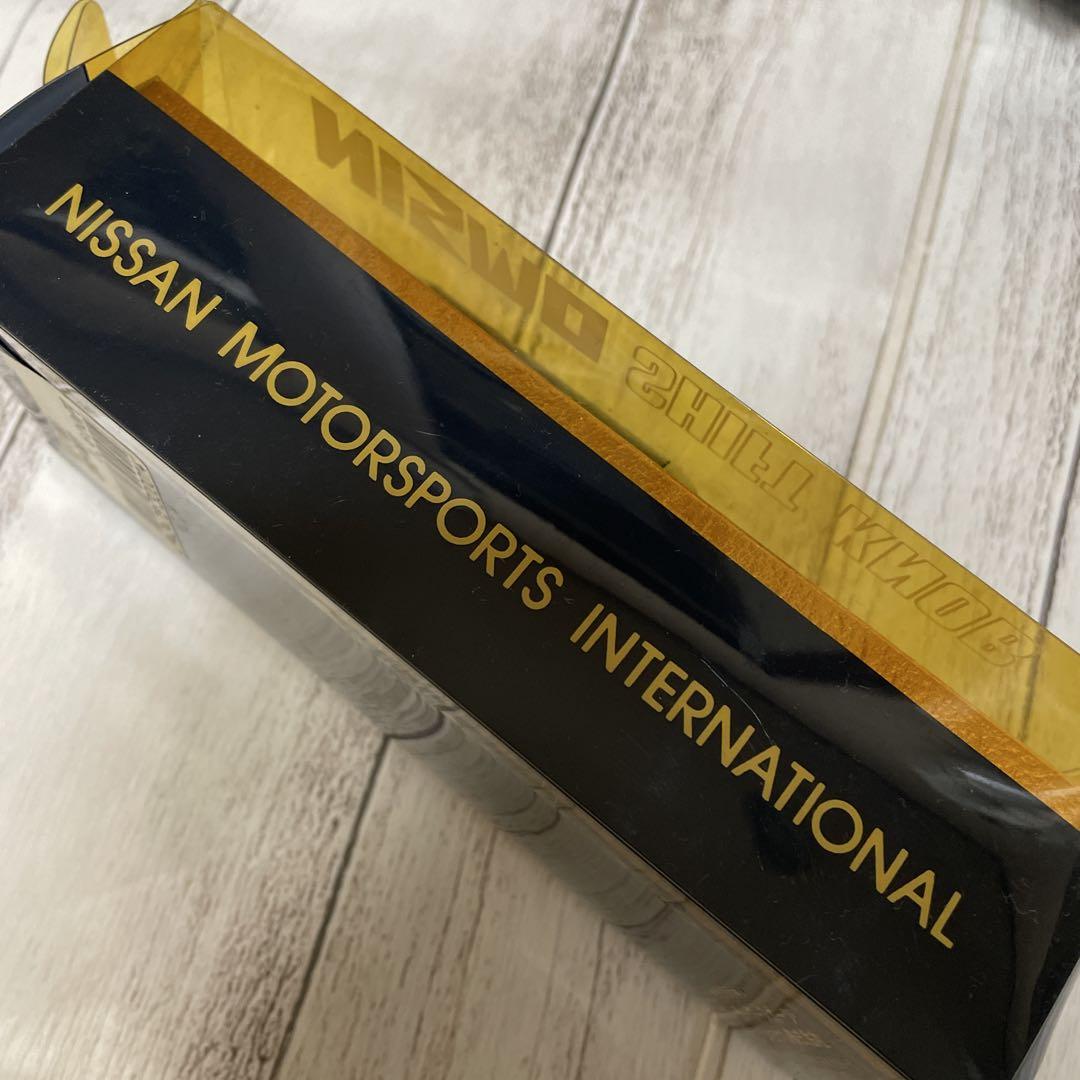 NISMO SHIFT KNOB
NISSAN MOTORSPORTS INTERNATIONAL